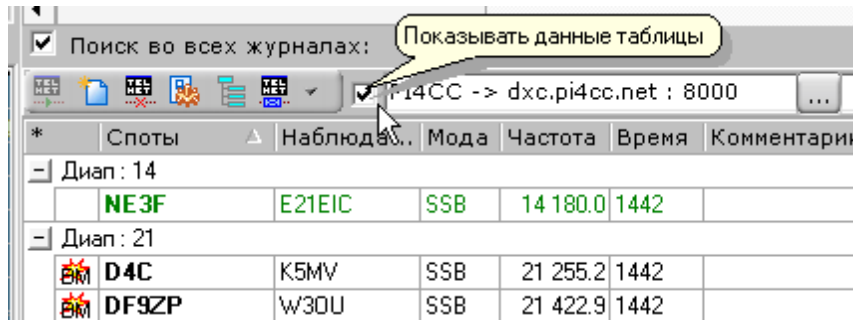 Поиск во всех журналах:
Показывать данные таблицы
PI4CC -> dxc.pi4cc.net : 8000 ...
* Споты Наблюда... Мода Частота Время Комментарии
Диап : 14
NE3F E21EIC SSB 14 180.0 1442
Диап : 21
D4C K5MV SSB 21 255.2 1442
DF9ZP W3OU SSB 21 422.9 1442